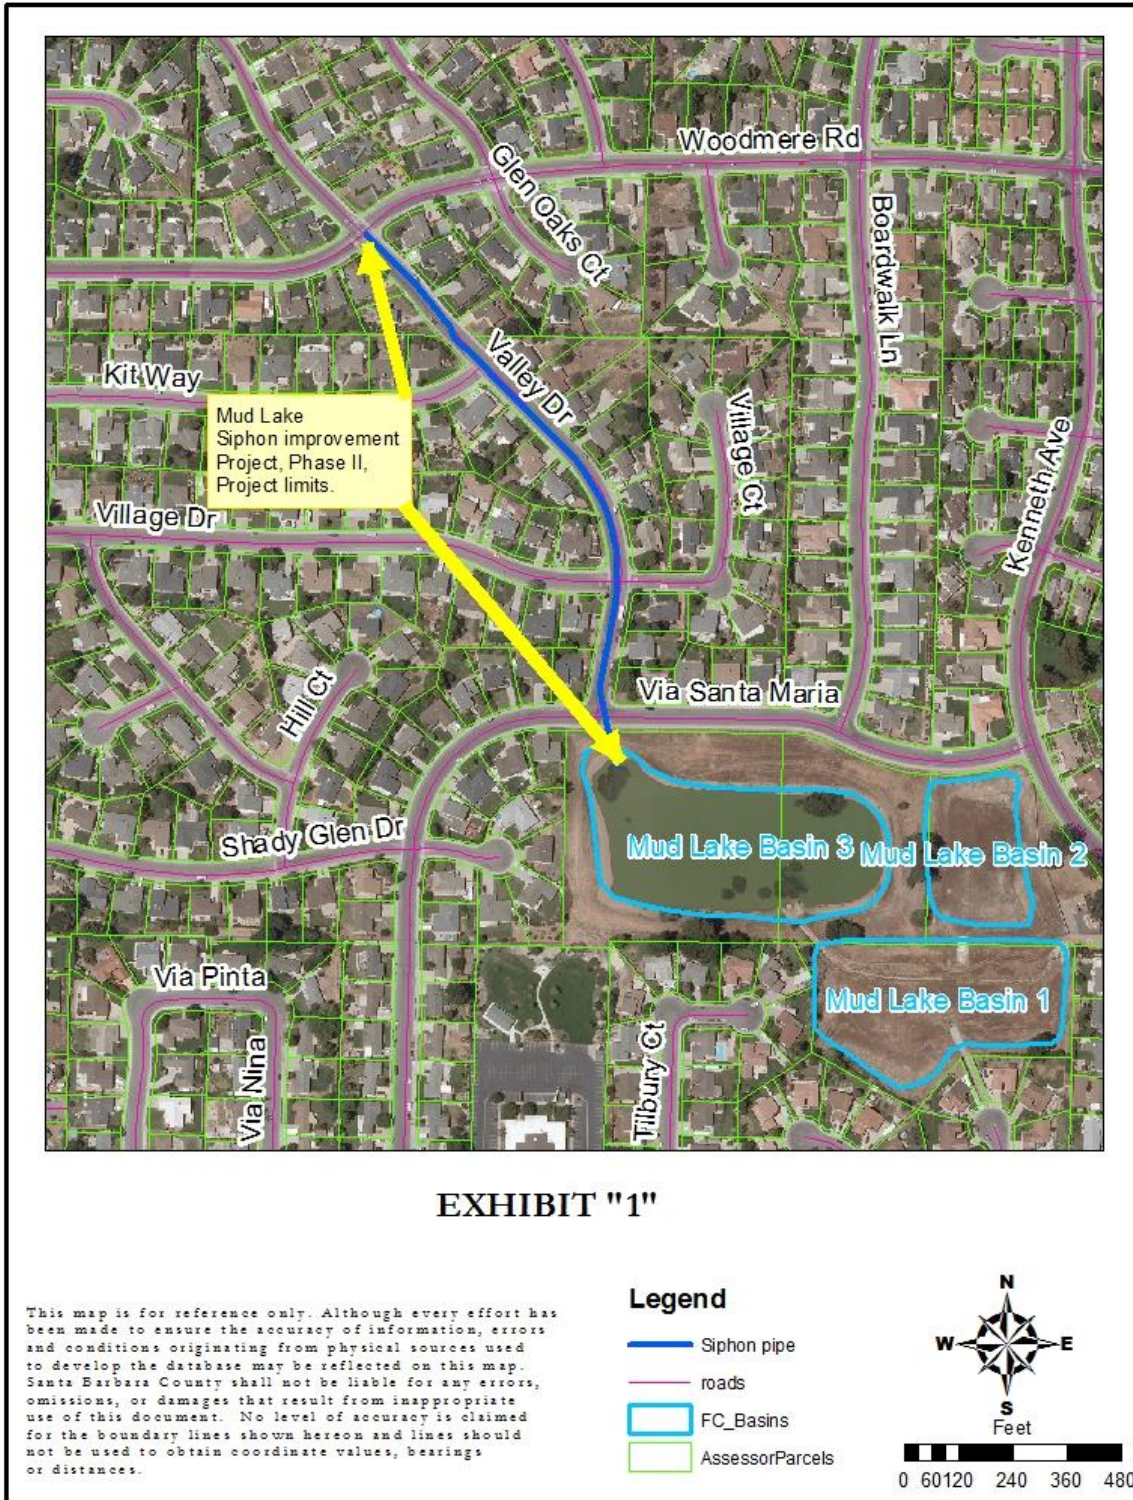 Woodmere Rd
Glen Oaks Ct
Boardwalk Ln
Valley Dr
Kit Way
Mud Lake
Siphon improvement
Project, Phase II,
Project limits.
Village Ct
Kenneth Ave
Village Dr
Hill Ct
Via Santa Maria
Shady Glen Dr
Mud Lake Basin 3
Mud Lake Basin 2
Via Pinta
Mud Lake Basin 1
Via Nina
Tilbury Ct
EXHIBIT "1"
This map is for reference only. Although every effort has
been made to ensure the accuracy of information, errors
and conditions originating from physical sources used
to develop the database may be reflected on this map.
Santa Barbara County shall not be liable for any errors,
omissions, or damages that result from inappropriate
use of this document. No level of accuracy is claimed
for the boundary lines shown hereon and lines should
not be used to obtain coordinate values, bearings
or distances.
Legend
Siphon pipe
roads
FC_Basins
AssessorParcels
N
W E
S
Feet
0 60 120 240 360 480